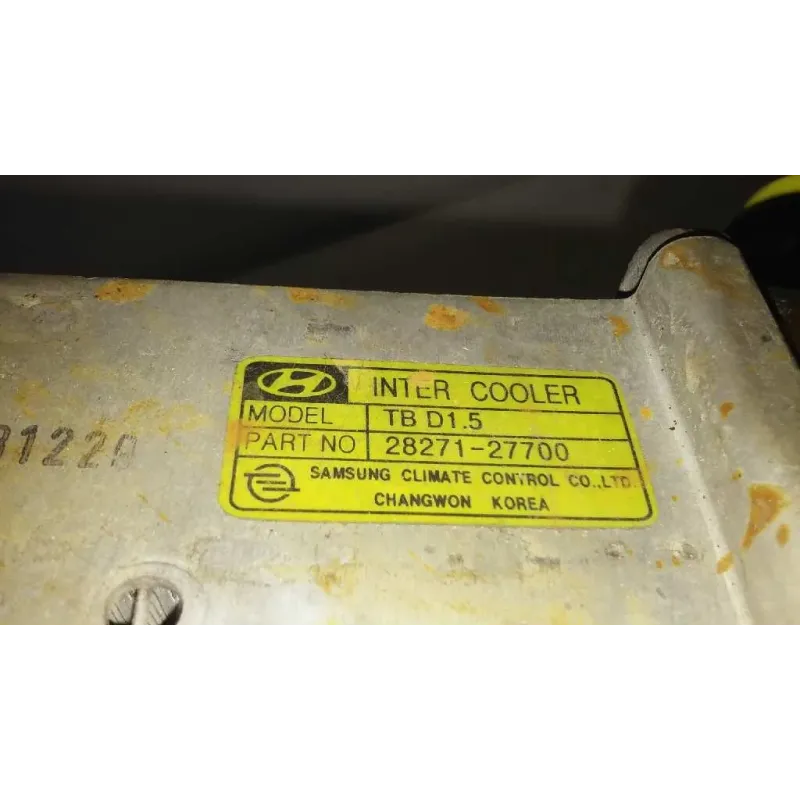 INTER COOLER
MODEL TB D1.5
PART NO 28271-27700
SAMSUNG CLIMATE CONTROL CO.,LTD.
CHANGWON KOREA